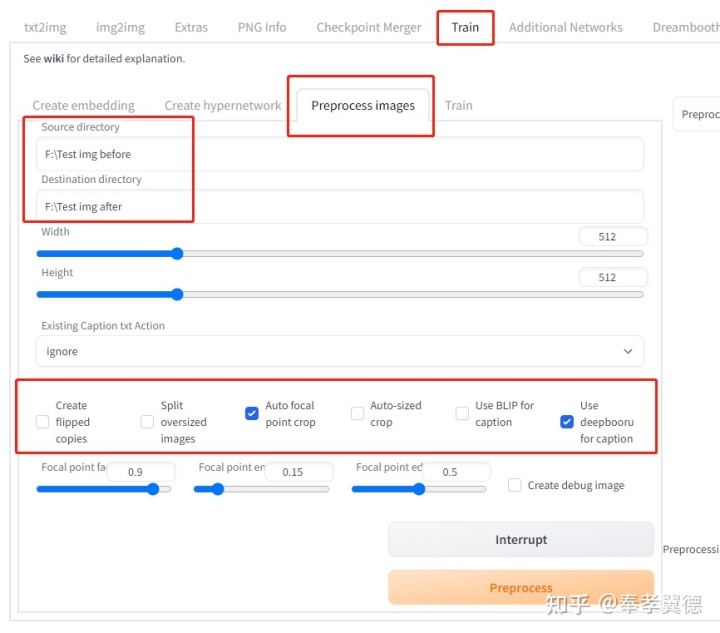 txt2img img2img Extras PNG Info Checkpoint Merger Train Additional Networks Dreambooth
See wiki for detailed explanation.
Create embedding Create hypernetwork Preprocess images Train
Preproc
Source directory
F:\Test img before
Destination directory
F:\Test img after
Width
512
Height
512
Existing Caption txt Action
ignore
Create flipped copies
Split oversized images
Auto focal point crop
Auto-sized crop
Use BLIP for caption
Use deepbooru for caption
Focal point fa 0.9
Focal point en 0.15
Focal point ed 0.5
Create debug image
Interrupt
Preprocessi
Preprocess
知乎 @奉孝翼德